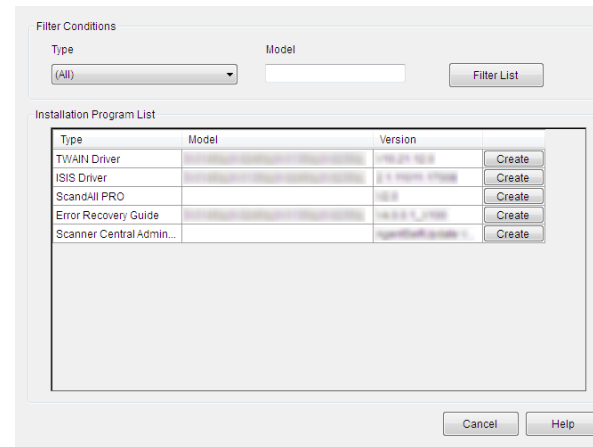 Filter Conditions
Type Model
(All) Filter List
Installation Program List
Type Model Version
TWAIN Driver Create
ISIS Driver Create
ScandAll PRO Create
Error Recovery Guide Create
Scanner Central Admin... Create
Cancel Help